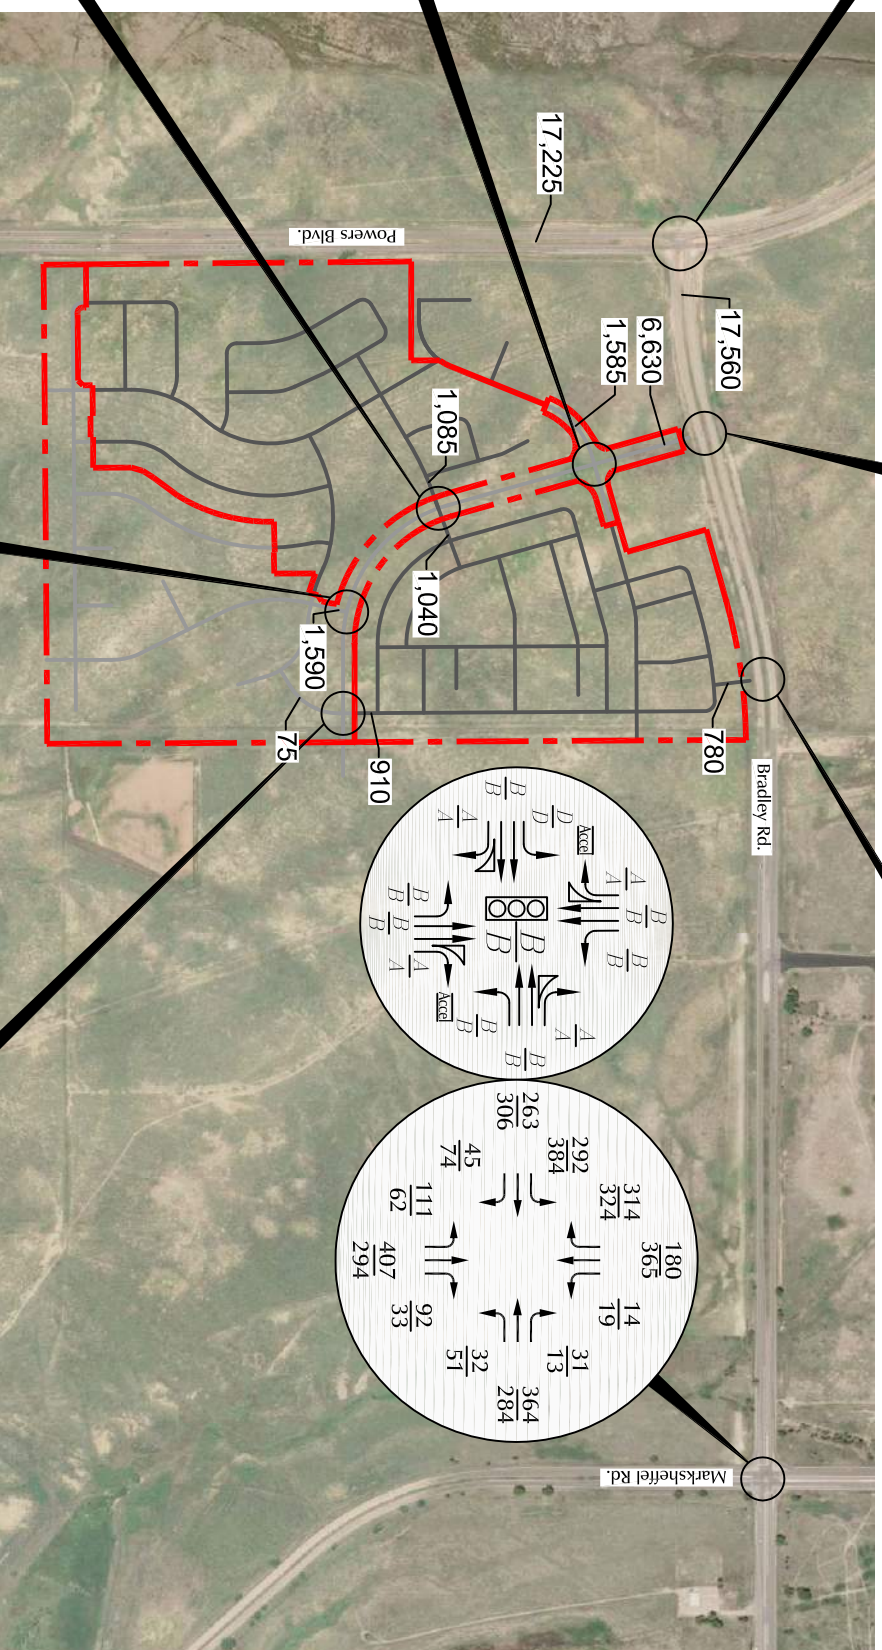 17,225
Powers Blvd.
17,560
6,630
1,585
1,085
1,040
1,590
75
910
780
Bradley Rd.
B
B
D
D
A
A
Accel
A
A
B
B
B
B
B
B
B
B
B
B
A
A
Accel
B
B
A
A
B
B
263
306
292
384
45
74
314
324
180
365
14
19
111
62
407
294
92
33
32
51
31
13
364
284
Marksheffel Rd.